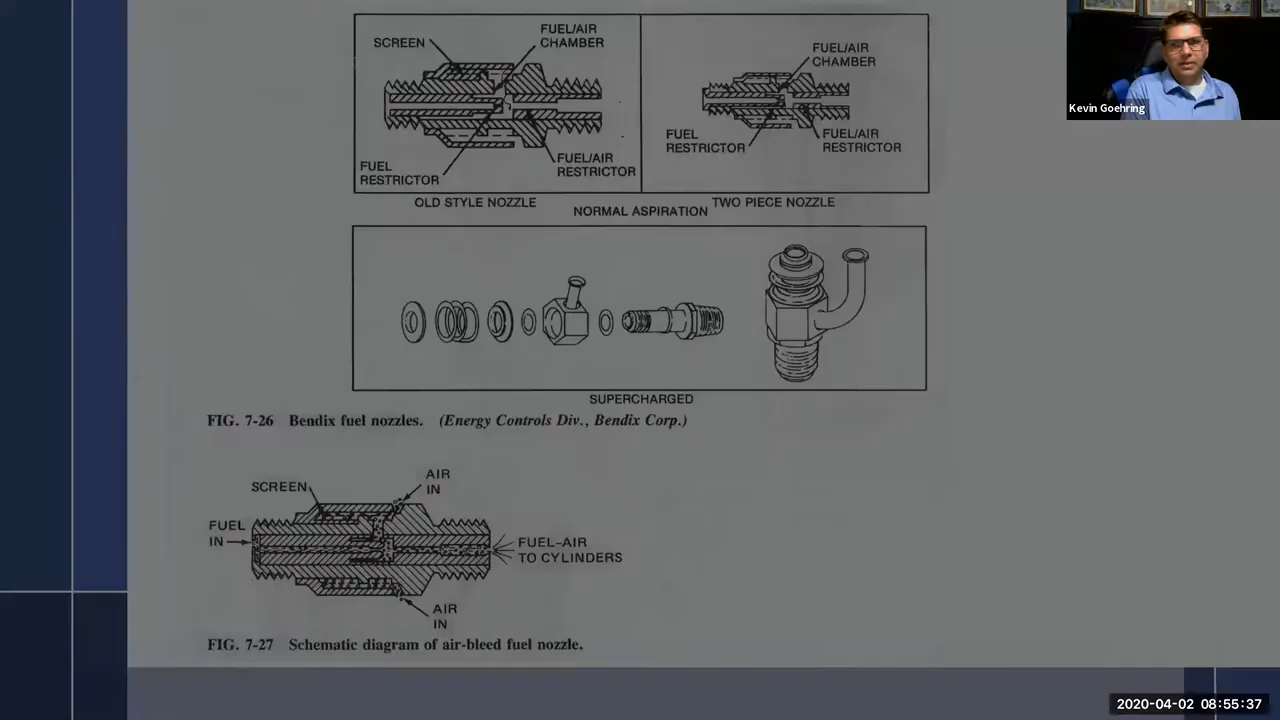 FUEL/AIR
CHAMBER
SCREEN
FUEL
RESTRICTOR
FUEL/AIR
RESTRICTOR
FUEL/AIR
CHAMBER
FUEL
RESTRICTOR
FUEL/AIR
RESTRICTOR
OLD STYLE NOZZLE
TWO PIECE NOZZLE
NORMAL ASPIRATION
SUPERCHARGED
FIG. 7-26 Bendix fuel nozzles. (Energy Controls Div., Bendix Corp.)
AIR
IN
SCREEN
FUEL
IN
FUEL-AIR
TO CYLINDERS
AIR
IN
FIG. 7-27 Schematic diagram of air-bleed fuel nozzle.
Kevin Goehring
2020-04-02 08:55:37